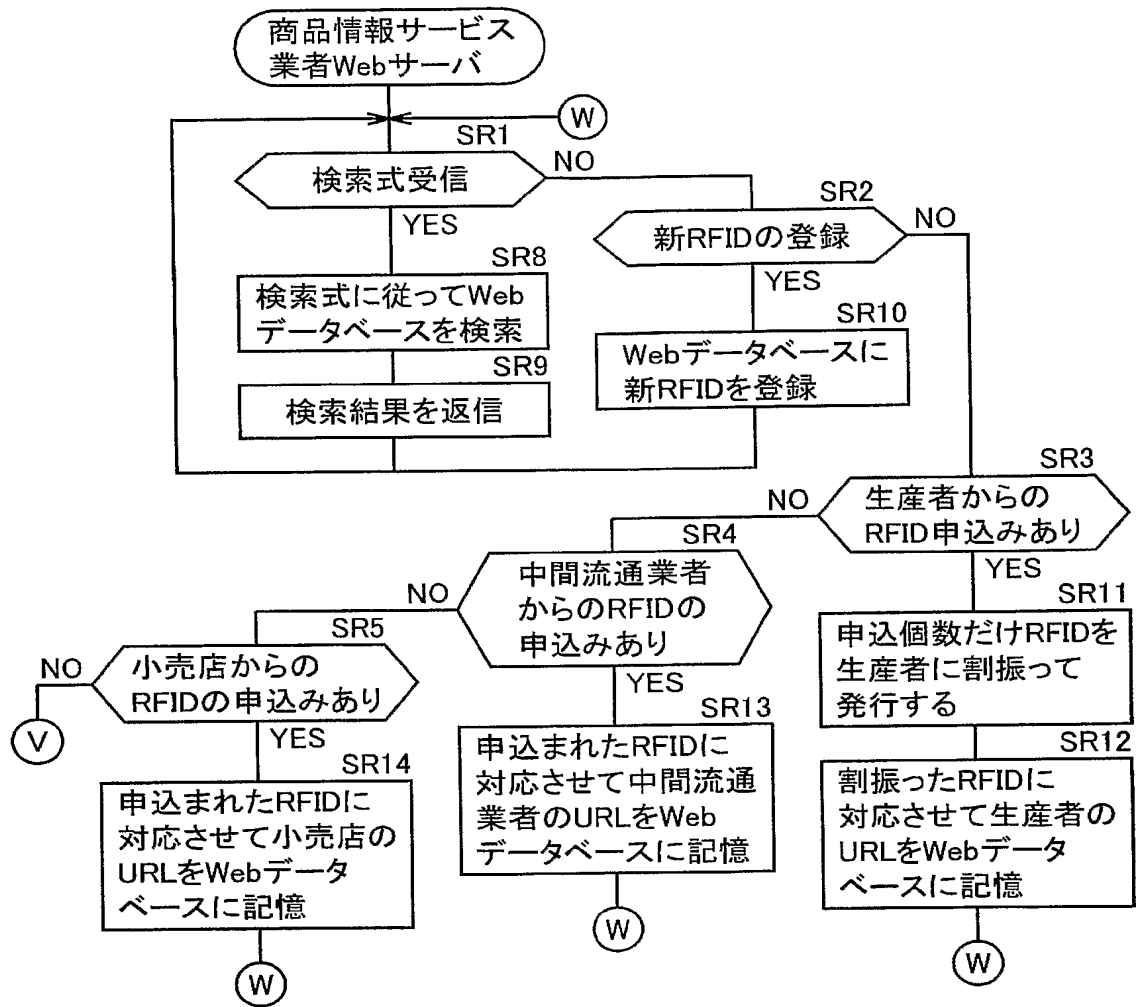 商品情報サービス
業者Webサーバ
W
SR1
検索式受信
NO
YES
SR2
新RFIDの登録
NO
YES
SR8
検索式に従ってWeb
データベースを検索
SR9
検索結果を返信
SR10
Webデータベースに
新RFIDを登録
SR3
生産者からの
RFID申込みあり
NO
YES
SR4
中間流通業者
からのRFIDの
申込みあり
NO
YES
SR5
小売店からの
RFIDの申込みあり
NO
YES
V
SR11
申込個数だけRFIDを
生産者に割振って
発行する
SR12
割振ったRFIDに
対応させて生産者の
URLをWebデータ
ベースに記憶
W
SR13
申込まれたRFIDに
対応させて中間流通
業者のURLをWeb
データベースに記憶
W
SR14
申込まれたRFIDに
対応させて小売店の
URLをWebデータ
ベースに記憶
W